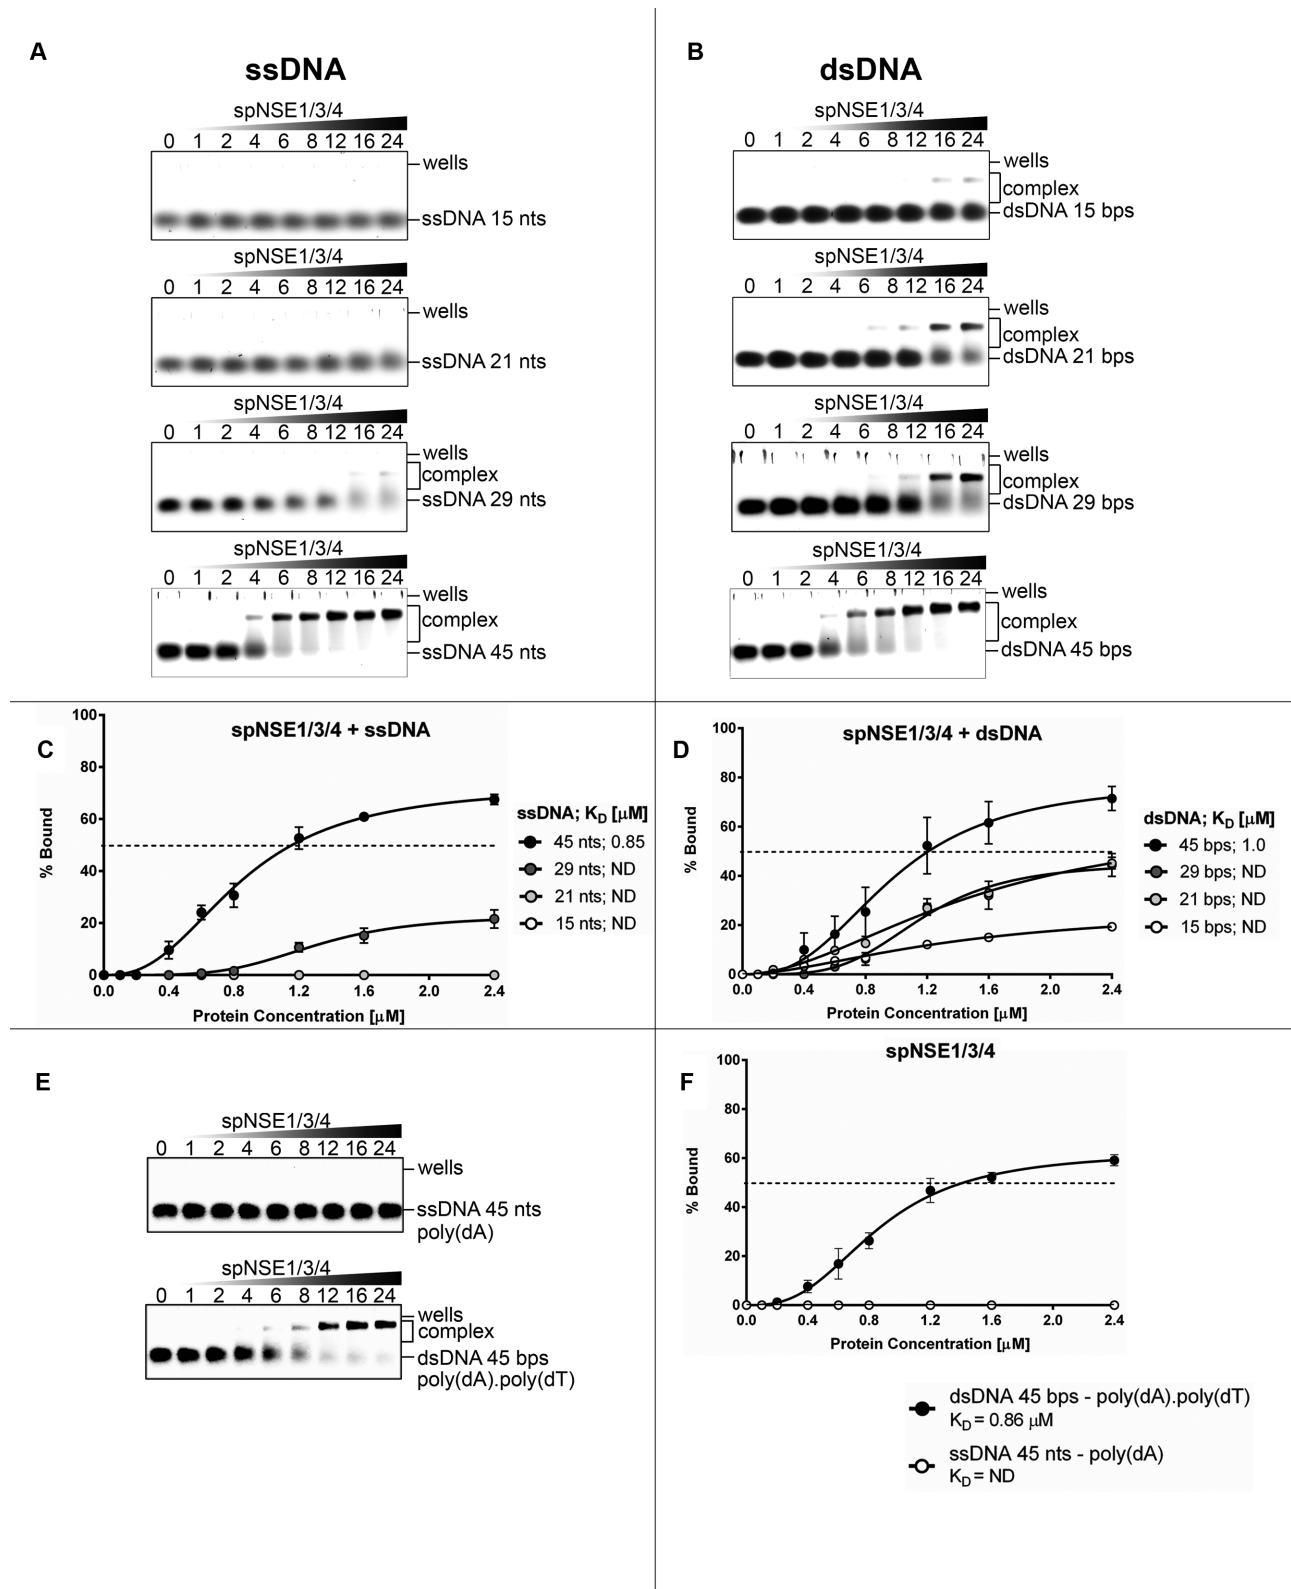 A
ssDNA
spNSE1/3/4
0 1 2 4 6 8 12 16 24
wells
ssDNA 15 nts
spNSE1/3/4
0 1 2 4 6 8 12 16 24
wells
ssDNA 21 nts
spNSE1/3/4
0 1 2 4 6 8 12 16 24
wells
complex
ssDNA 29 nts
spNSE1/3/4
0 1 2 4 6 8 12 16 24
wells
complex
ssDNA 45 nts
B
dsDNA
spNSE1/3/4
0 1 2 4 6 8 12 16 24
wells
complex
dsDNA 15 bps
spNSE1/3/4
0 1 2 4 6 8 12 16 24
wells
complex
dsDNA 21 bps
spNSE1/3/4
0 1 2 4 6 8 12 16 24
wells
complex
dsDNA 29 bps
spNSE1/3/4
0 1 2 4 6 8 12 16 24
wells
complex
dsDNA 45 bps
C
spNSE1/3/4 + ssDNA
% Bound
100
80
60
40
20
0
0.0 0.4 0.8 1.2 1.6 2.0 2.4
Protein Concentration [μM]
ssDNA; KD [μM]
45 nts; 0.85
29 nts; ND
21 nts; ND
15 nts; ND
D
spNSE1/3/4 + dsDNA
% Bound
100
80
60
40
20
0
0.0 0.4 0.8 1.2 1.6 2.0 2.4
Protein Concentration [μM]
dsDNA; KD [μM]
45 bps; 1.0
29 bps; ND
21 bps; ND
15 bps; ND
E
spNSE1/3/4
0 1 2 4 6 8 12 16 24
wells
ssDNA 45 nts
poly(dA)
spNSE1/3/4
0 1 2 4 6 8 12 16 24
wells
complex
dsDNA 45 bps
poly(dA).poly(dT)
F
spNSE1/3/4
% Bound
100
80
60
40
20
0
0.0 0.4 0.8 1.2 1.6 2.0 2.4
Protein Concentration [μM]
dsDNA 45 bps - poly(dA).poly(dT)
KD = 0.86 μM
ssDNA 45 nts - poly(dA)
KD = ND